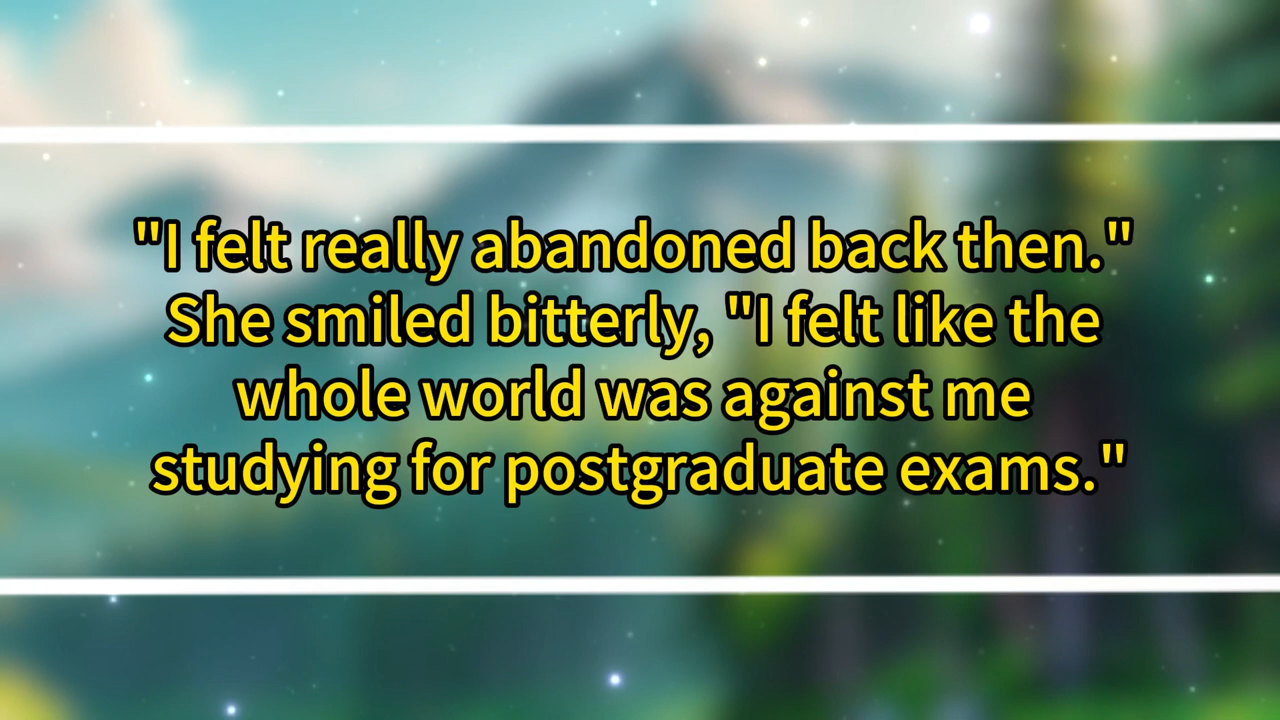 "I felt really abandoned back then."
She smiled bitterly, "I felt like the
whole world was against me
studying for postgraduate exams."